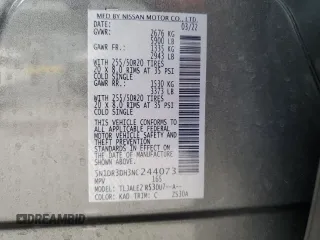 MFD BY NISSAN MOTOR CO., LTD.
03/22
GVWR: 2676 KG
5900 LB
GAWR FR.: 1335 KG
2943 LB
WITH 255/50R20 TIRES
20 X 8.0 RIMS AT 35 PSI
COLD SINGLE
GAWR RR.: 1530 KG
3373 LB
WITH 255/50R20 TIRES
20 X 8.0 RIMS AT 35 PSI
COLD SINGLE
THIS VEHICLE CONFORMS TO ALL
APPLICABLE FEDERAL MOTOR
VEHICLE SAFETY AND THEFT
PREVENTION STANDARDS IN
EFFECT ON THE DATE OF
MANUFACTURE SHOWN ABOVE.
5N1DR3DH3NC244073
MPV
COLOR: KAD TRIM: C